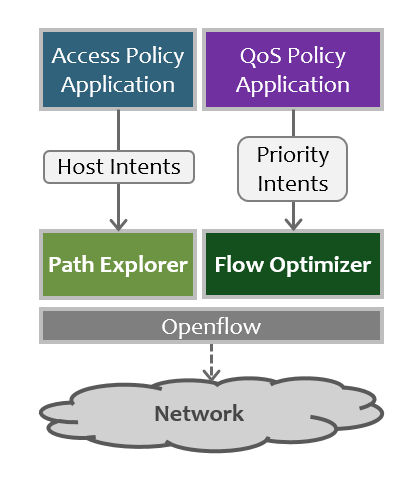 Access Policy
Application
QoS Policy
Application
Host Intents
Priority
Intents
Path Explorer
Flow Optimizer
Openflow
Network